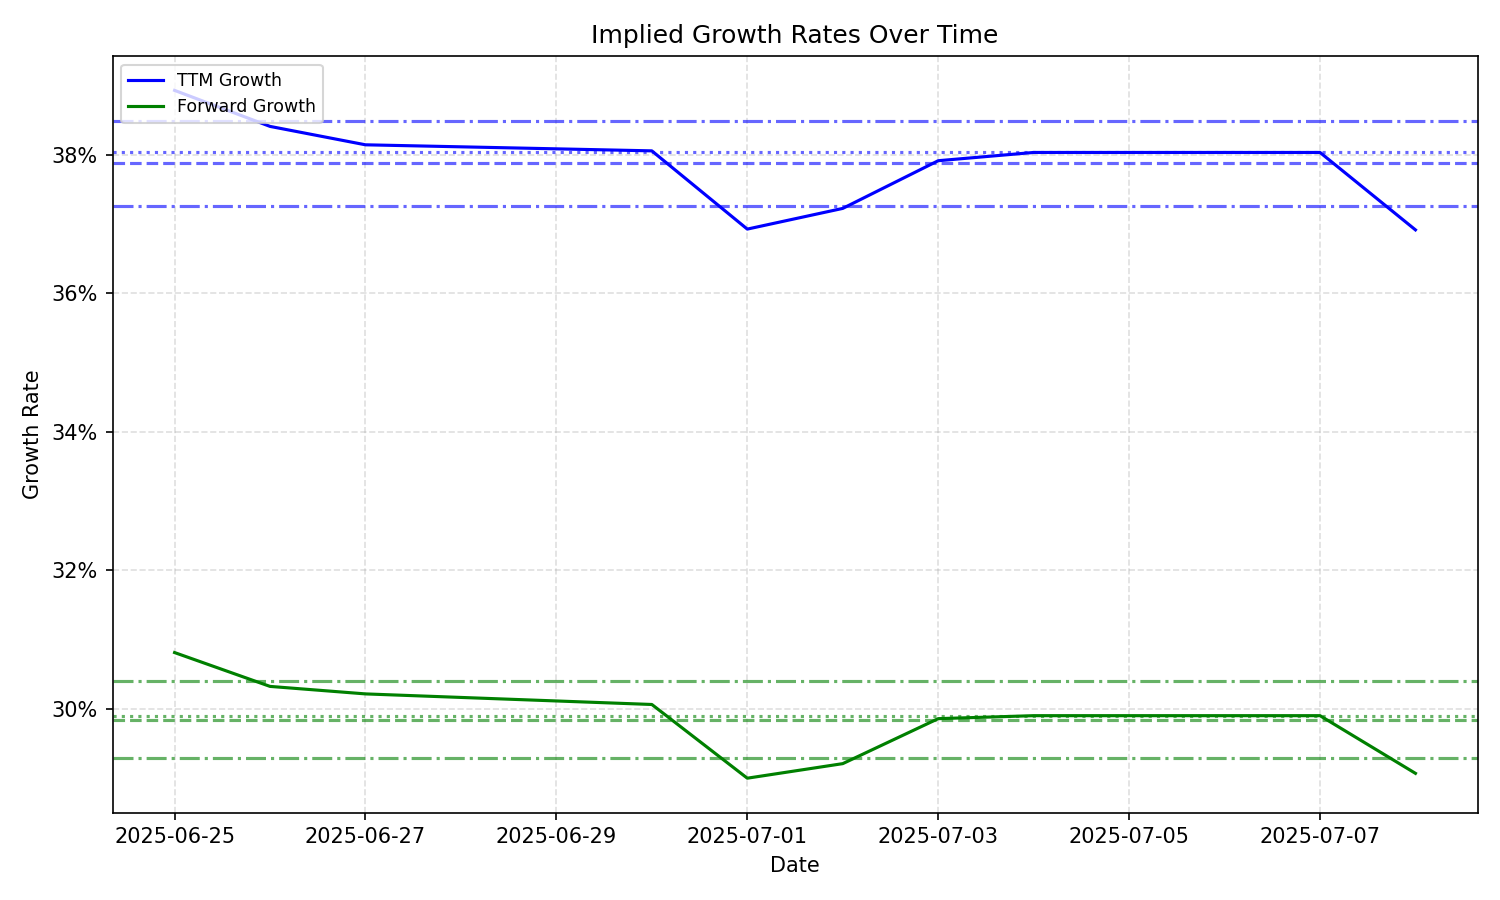 Implied Growth Rates Over Time
TTM Growth
Forward Growth
38%
36%
34%
32%
30%
Growth Rate
2025-06-25
2025-06-27
2025-06-29
2025-07-01
2025-07-03
2025-07-05
2025-07-07
Date